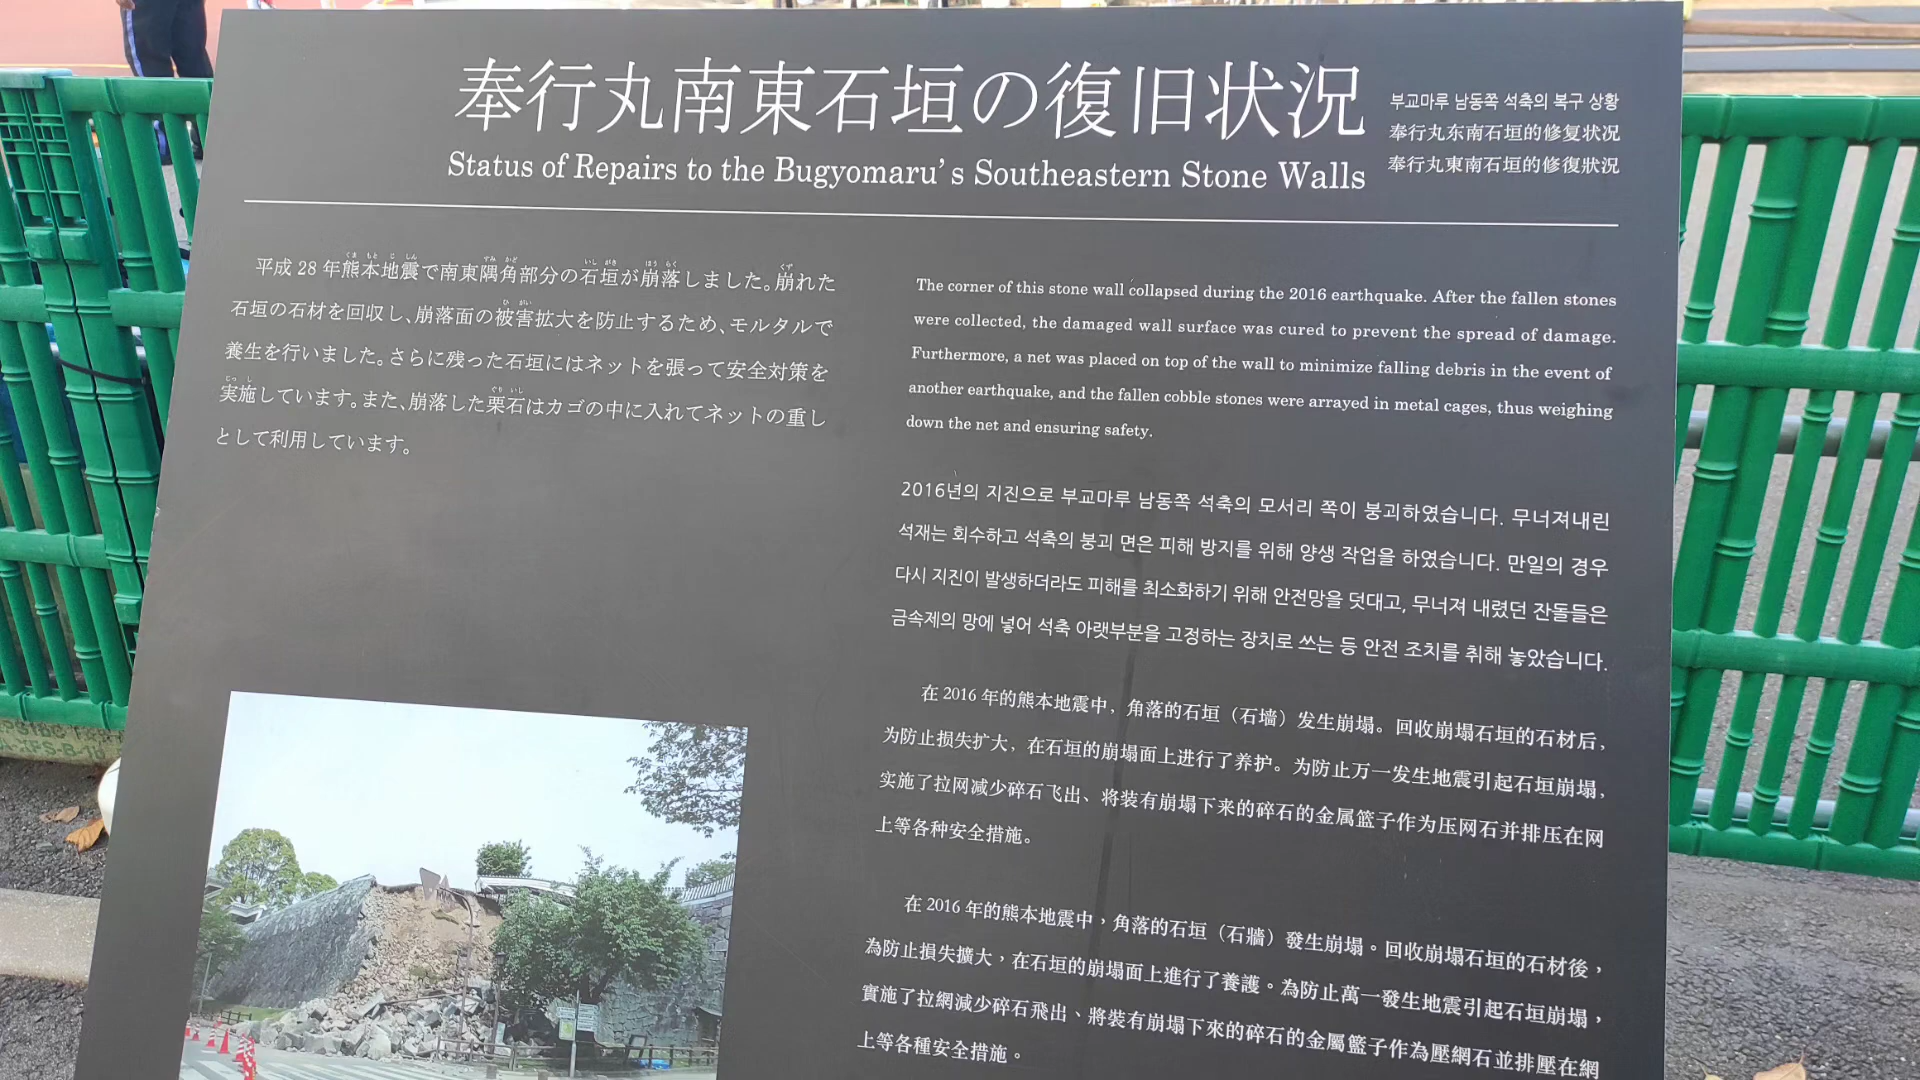 奉行丸南東石垣の復旧状況
Status of Repairs to the Bugyomaru's Southeastern Stone Walls
부교마루 남동쪽 석축의 복구 상황
奉行丸东南石垣的修复状况
奉行丸東南石垣的修復狀況
平成28年熊本地震で南東隅角部分の石垣が崩落しました。崩れた
石垣の石材を回収し、崩落面の被害拡大を防止するため、モルタルで
養生を行いました。さらに残った石垣にはネットを張って安全対策を
実施しています。また、崩落した栗石はカゴの中に入れてネットの重し
として利用しています。
The corner of this stone wall collapsed during the 2016 earthquake. After the fallen stones
were collected, the damaged wall surface was cured to prevent the spread of damage.
Furthermore, a net was placed on top of the wall to minimize falling debris in the event of
another earthquake, and the fallen cobble stones were arrayed in metal cages, thus weighing
down the net and ensuring safety.
2016년의 지진으로 부교마루 남동쪽 석축의 모서리 쪽이 붕괴하였습니다. 무너져내린
석재는 회수하고 석축의 붕괴 면은 피해 방지를 위해 양생 작업을 하였습니다. 만일의 경우
다시 지진이 발생하더라도 피해를 최소화하기 위해 안전망을 덧대고, 무너져 내렸던 잔돌들은
금속제의 망에 넣어 석축 아랫부분을 고정하는 장치로 쓰는 등 안전 조치를 취해 놓았습니다.
在2016年的熊本地震中，角落的石垣（石墙）发生崩塌。回收崩塌石垣的石材后，
为防止损失扩大，在石垣的崩塌面上进行了养护。为防止万一发生地震引起石垣崩塌，
实施了拉网减少碎石飞出、将装有崩塌下来的碎石的金属篮子作为压网石并排压在网
上等各种安全措施。
在2016年的熊本地震中，角落的石垣（石牆）發生崩塌。回收崩塌石垣的石材後，
為防止損失擴大，在石垣的崩塌面上進行了養護。為防止萬一發生地震引起石垣崩塌，
實施了拉網減少碎石飛出、將裝有崩塌下來的碎石的金屬籃子作為壓網石並排壓在網
上等各種安全措施。